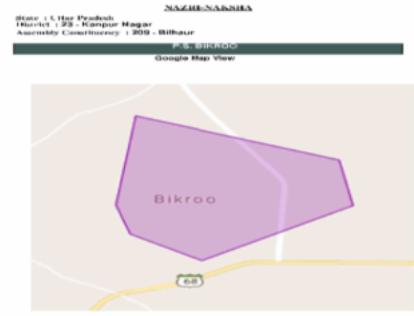 NAZRI-NAKSHA
State : Uttar Pradesh
District : 23 - Kanpur Nagar
Assembly Constituency : 209 - Bilhaur
P.S. BIKROO
Google Map View
Bikroo
68